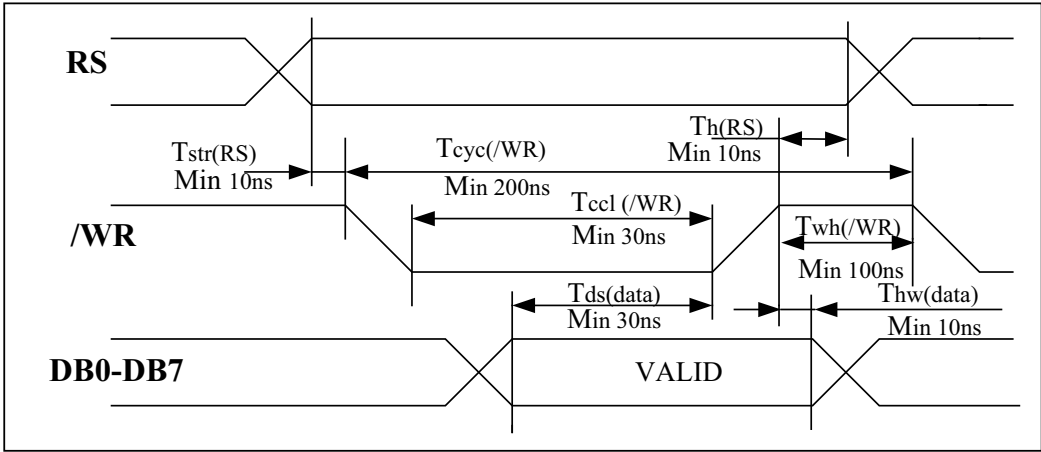 RS
Th(RS)
Min 10ns
Tstr(RS)
Min 10ns
Tcyc(/WR)
Min 200ns
/WR
Tccl (/WR)
Min 30ns
Twh(/WR)
Min 100ns
Tds(data)
Min 30ns
Thw(data)
Min 10ns
DB0-DB7
VALID